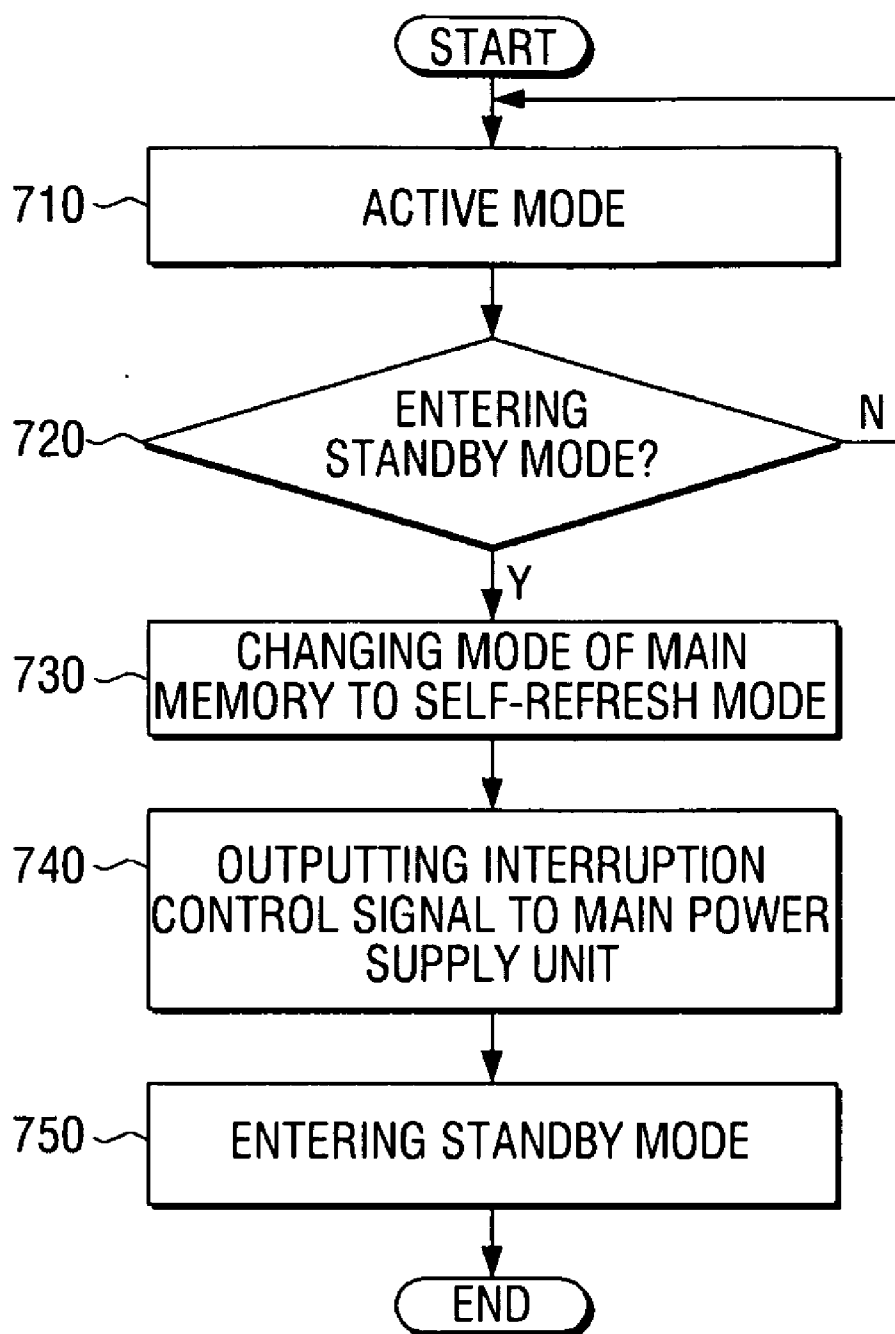 START
710
ACTIVE MODE
720
ENTERING
STANDBY MODE?
N
Y
730
CHANGING MODE OF MAIN
MEMORY TO SELF-REFRESH MODE
740
OUTPUTTING INTERRUPTION
CONTROL SIGNAL TO MAIN POWER
SUPPLY UNIT
750
ENTERING STANDBY MODE
END